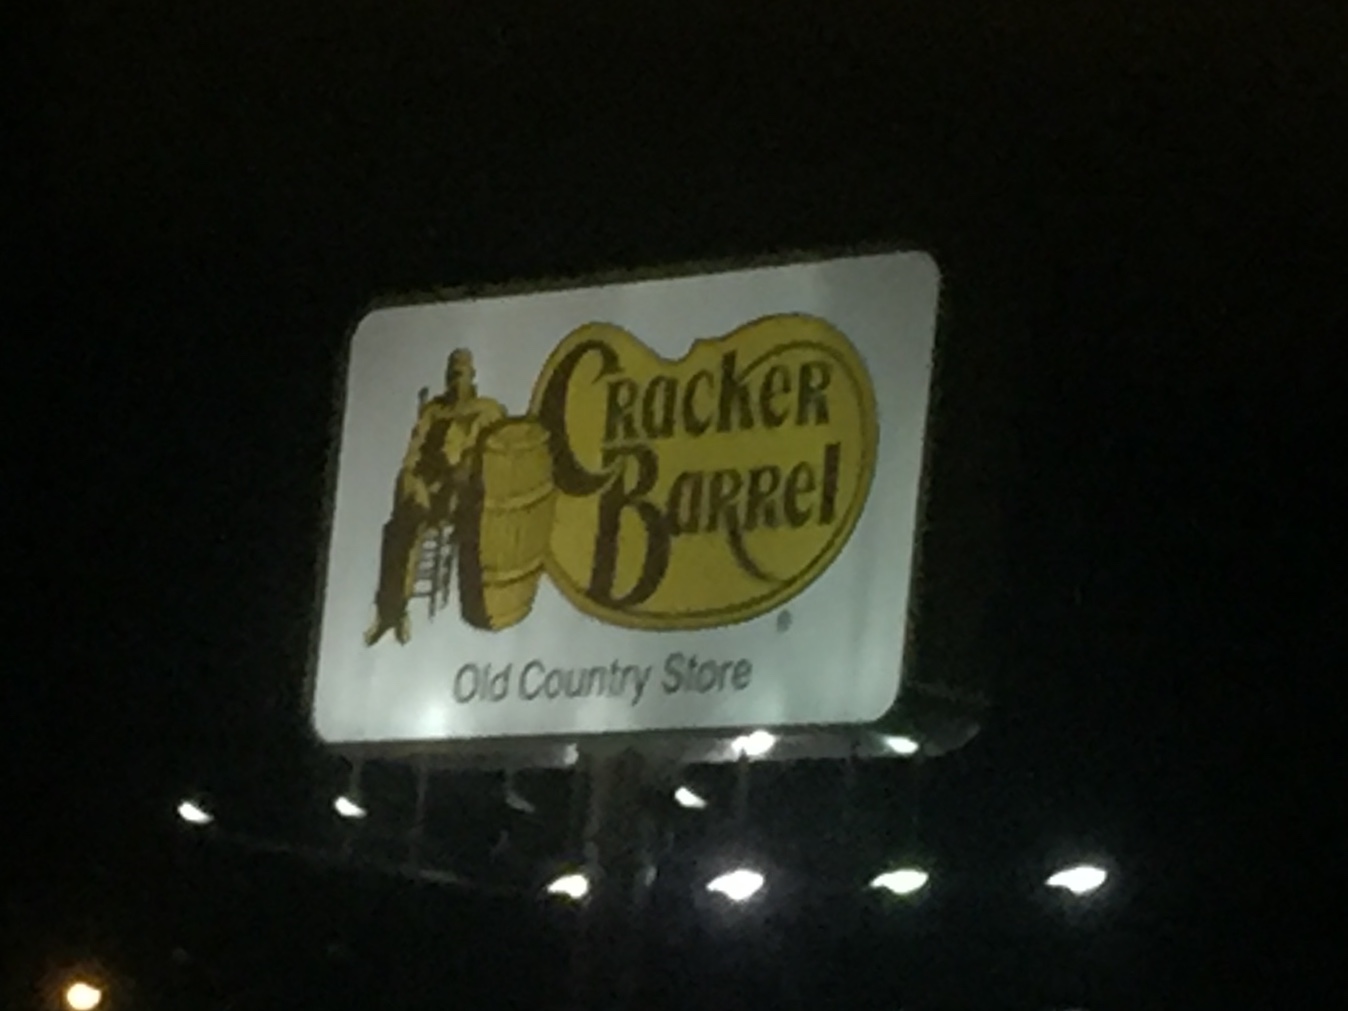 Cracker
Barrel
®
Old Country Store